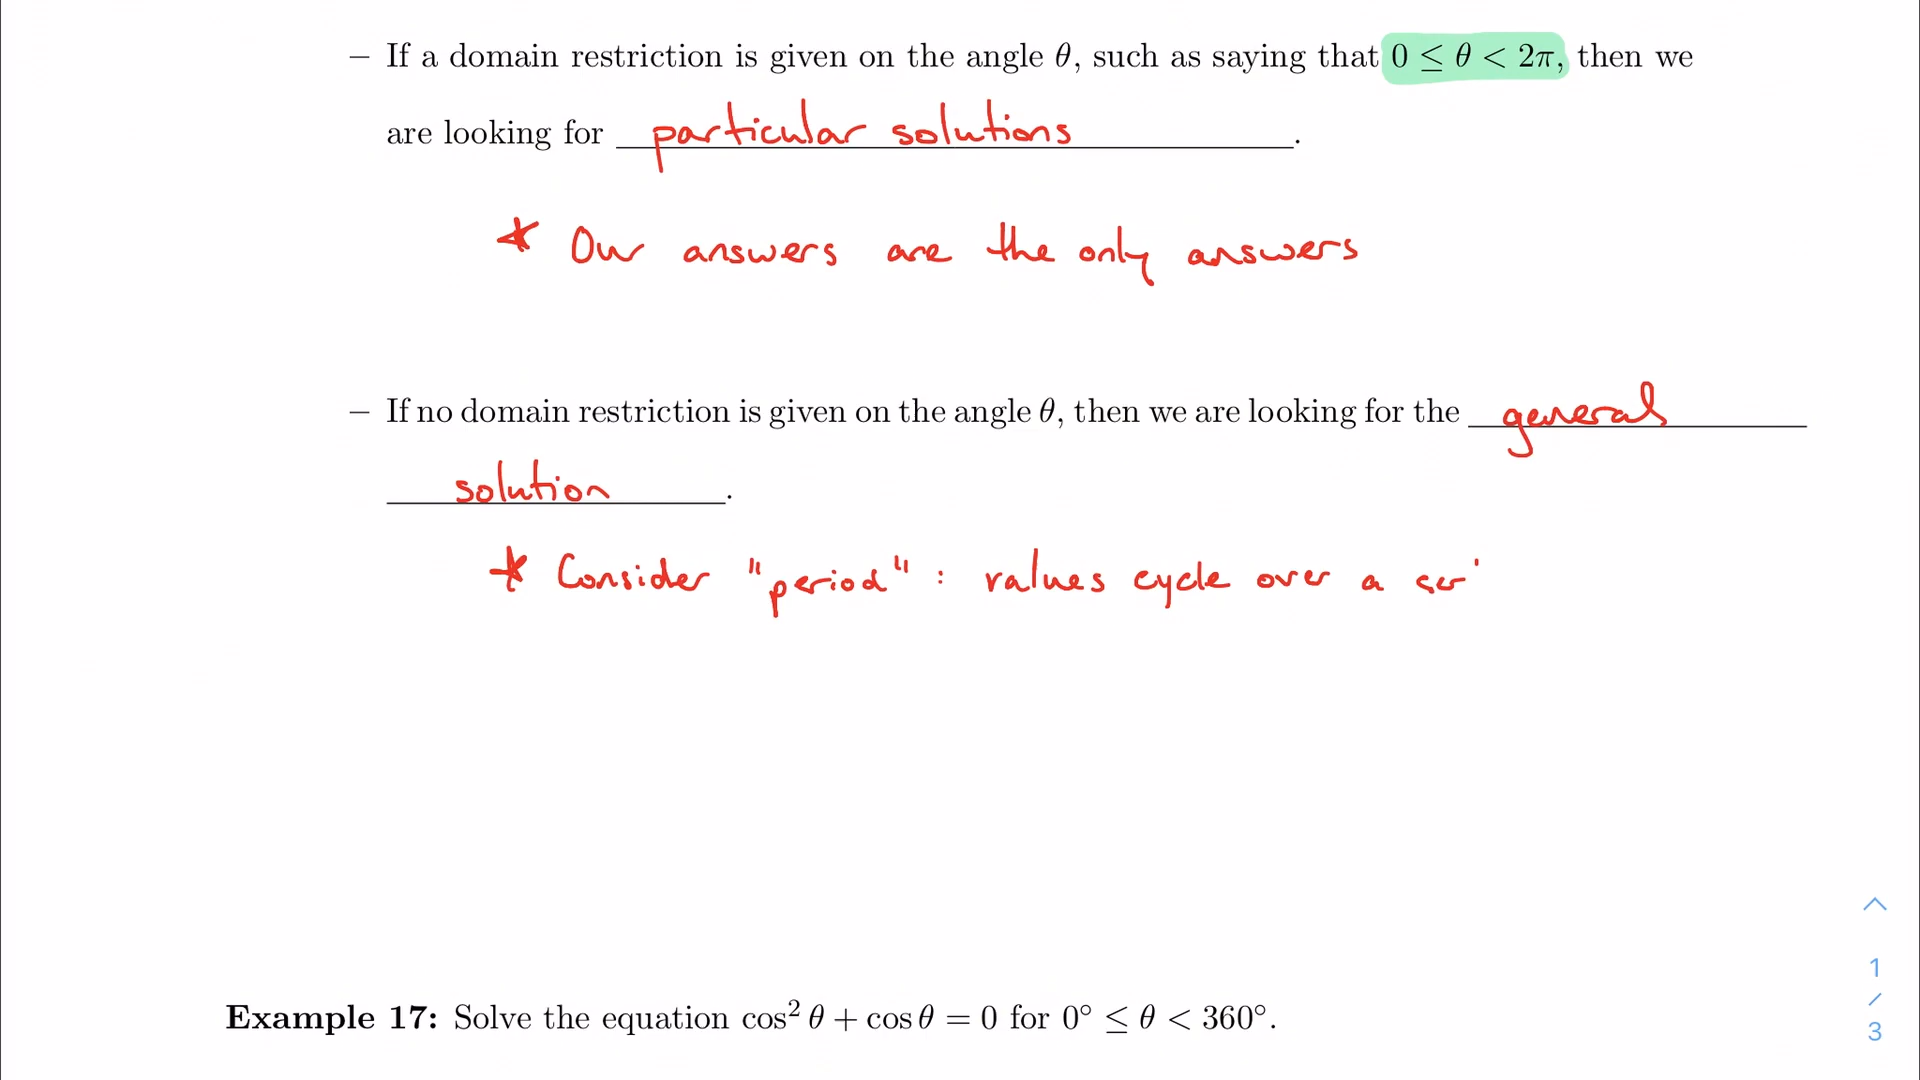 – If a domain restriction is given on the angle θ, such as saying that 0 ≤ θ < 2π, then we
are looking for particular solutions.
* Our answers are the only answers
– If no domain restriction is given on the angle θ, then we are looking for the general
solution.
* Consider "period" : values cycle over a
Example 17: Solve the equation cos² θ + cos θ = 0 for 0° ≤ θ < 360°.
1
/
3